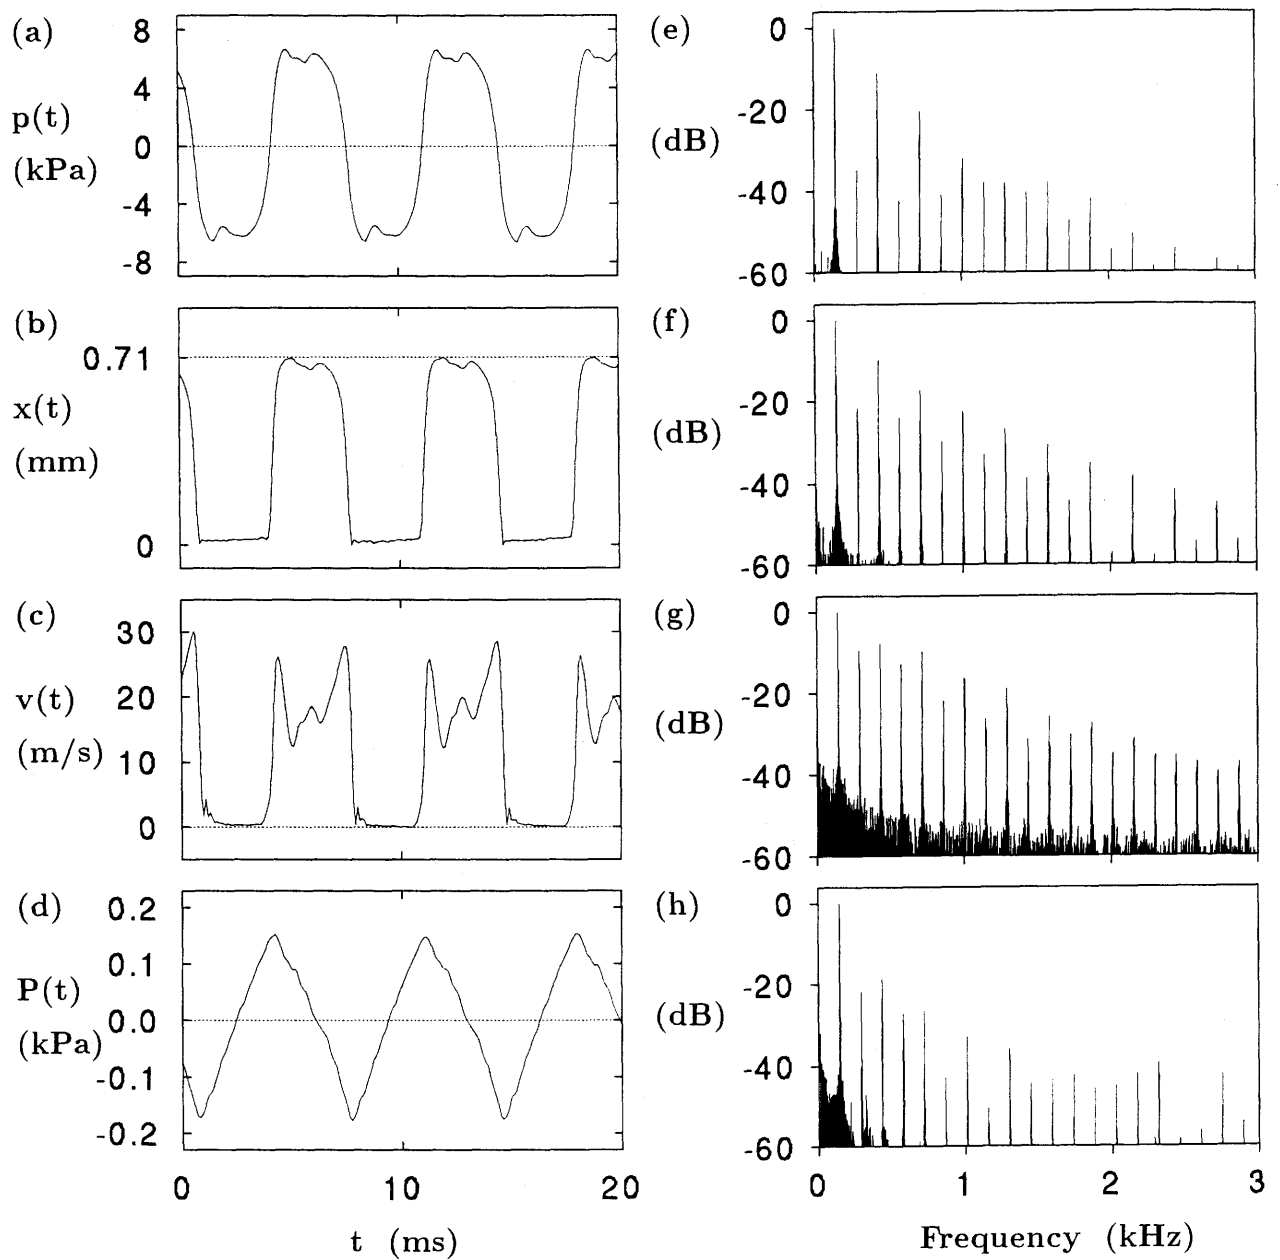 (a)
8
4
0
-4
-8
p(t)
(kPa)
(b)
0.71
x(t)
(mm)
0
(c)
30
20
10
0
v(t)
(m/s)
(d)
0.2
0.1
0.0
-0.1
-0.2
P(t)
(kPa)
0 10 20
t (ms)
(e)
0
-20
-40
-60
(dB)
(f)
0
-20
-40
-60
(dB)
(g)
0
-20
-40
-60
(dB)
(h)
0
-20
-40
-60
(dB)
0 1 2 3
Frequency (kHz)